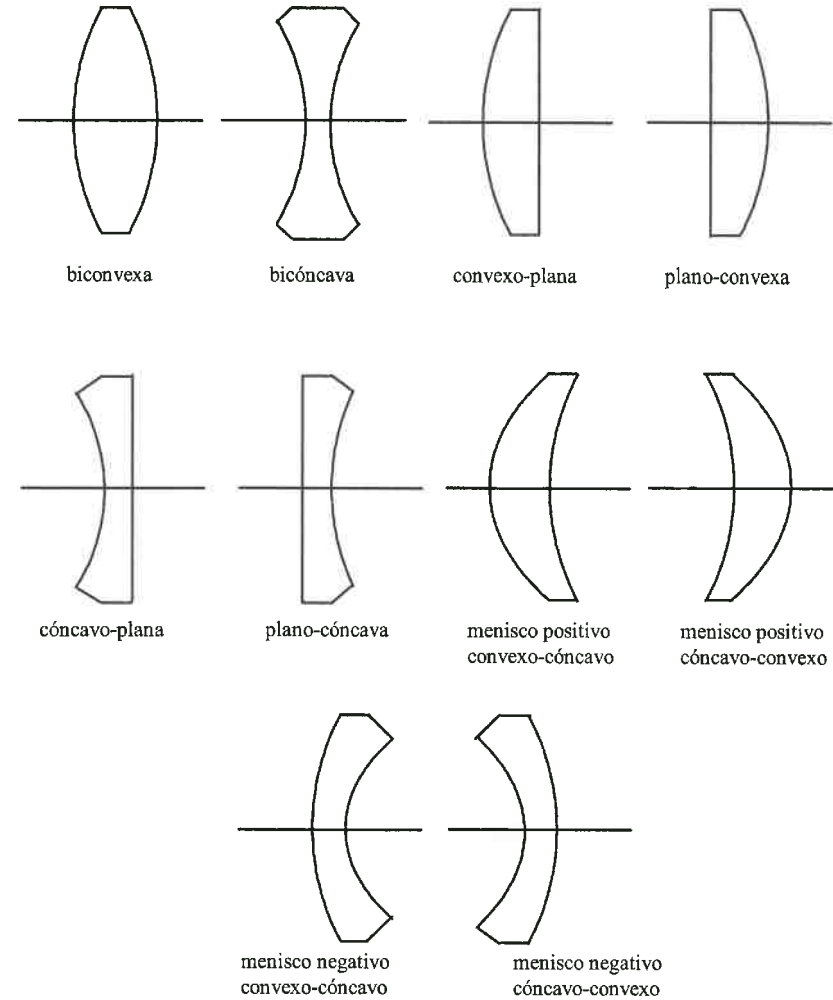 biconvexa
bicóncava
convexo-plana
plano-convexa
cóncavo-plana
plano-cóncava
menisco positivo
convexo-cóncavo
menisco positivo
cóncavo-convexo
menisco negativo
convexo-cóncavo
menisco negativo
cóncavo-convexo